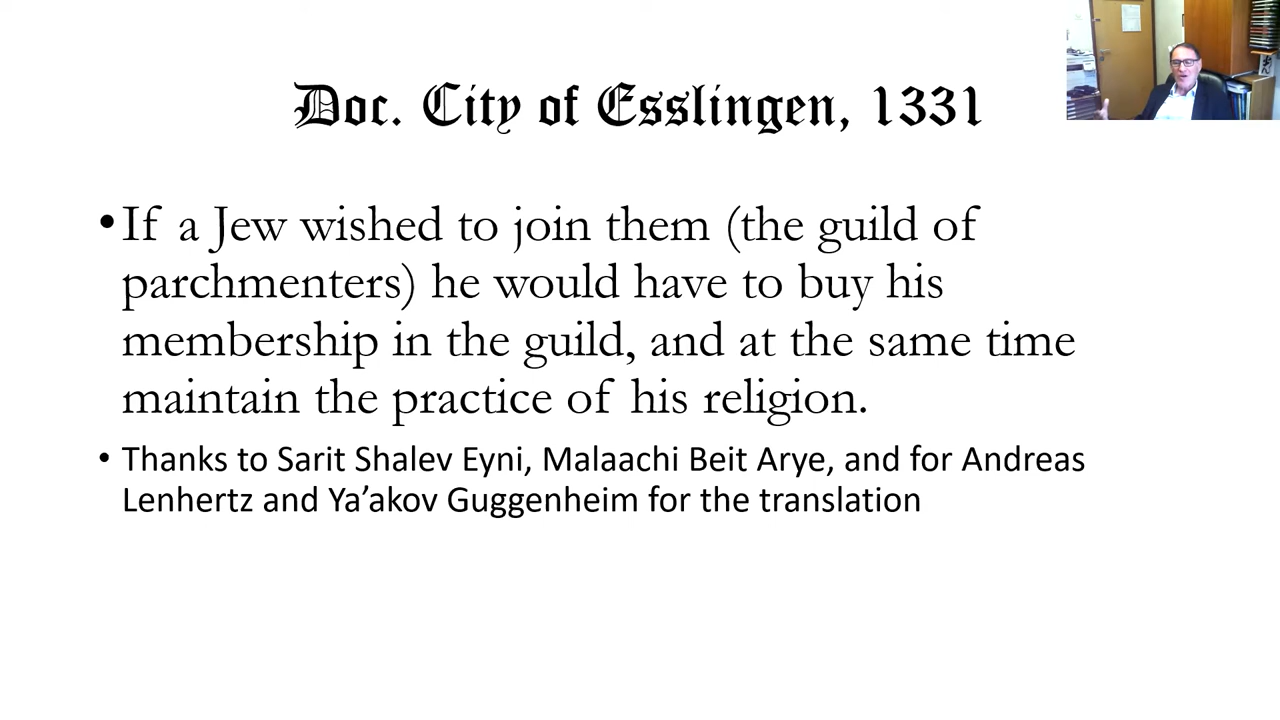 Doc. City of Esslingen, 1331
•If a Jew wished to join them (the guild of
parchmenters) he would have to buy his
membership in the guild, and at the same time
maintain the practice of his religion.
• Thanks to Sarit Shalev Eyni, Malaachi Beit Arye, and for Andreas
Lenhertz and Ya’akov Guggenheim for the translation